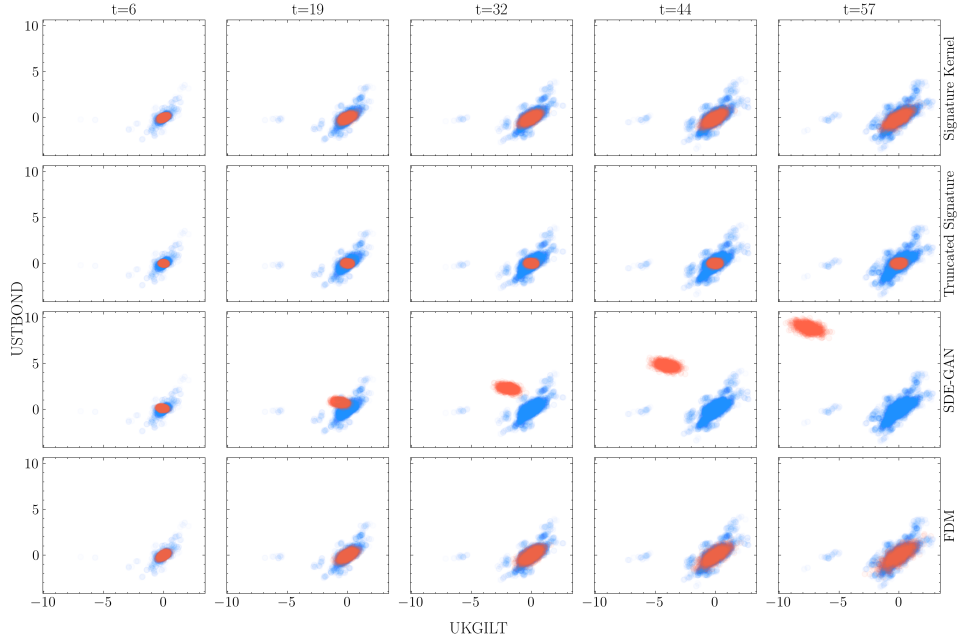 t=6 t=19 t=32 t=44 t=57
10
5
0
Signature Kernel
10
5
0
Truncated Signature
USTBOND
10
5
0
SDE-GAN
10
5
0
FDM
−10 −5 0 −10 −5 0 −10 −5 0 −10 −5 0 −10 −5 0
UKGILT